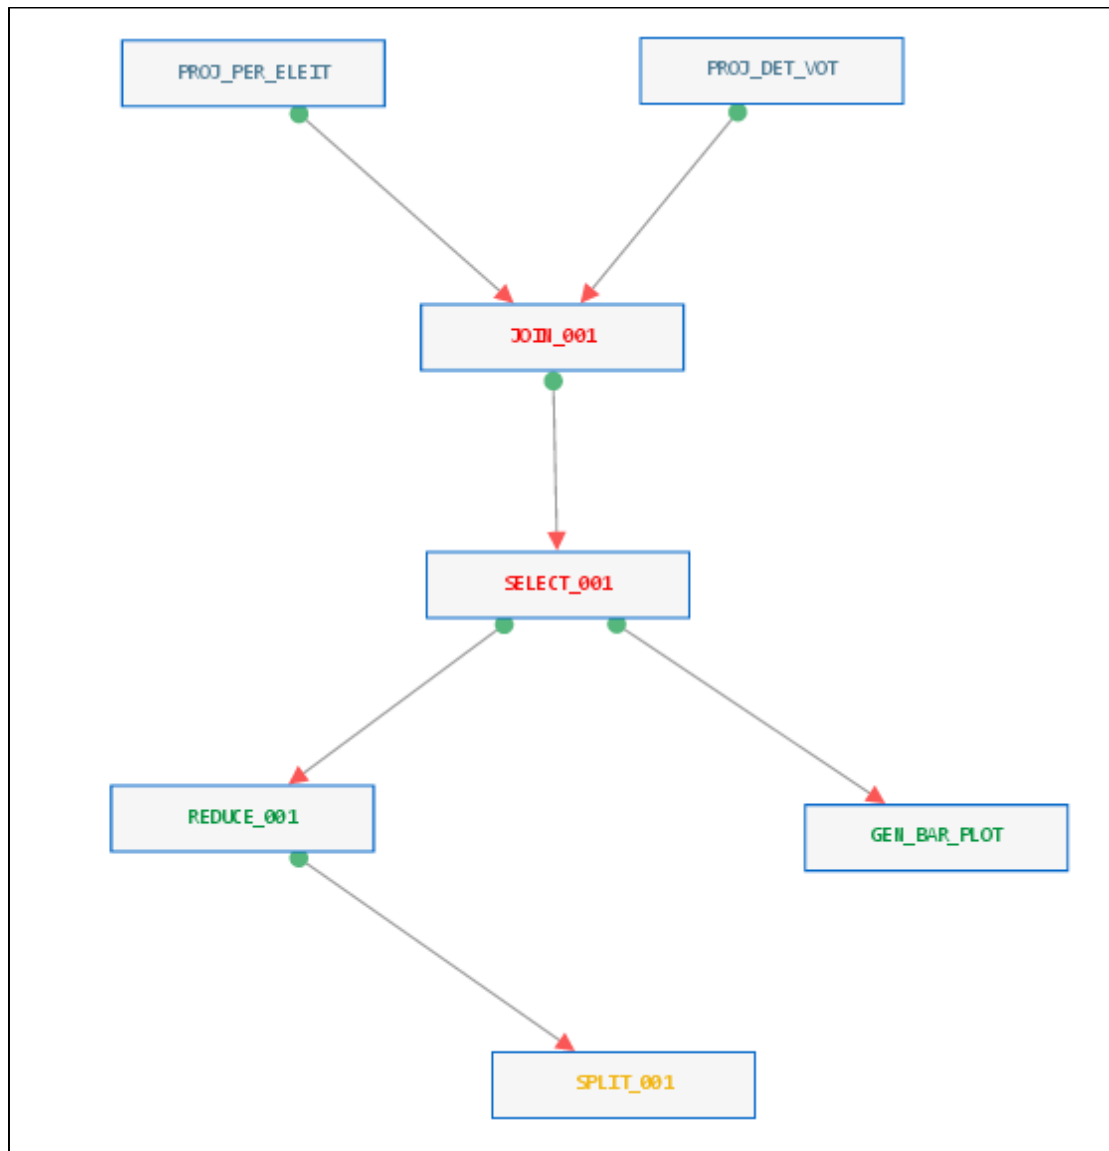 PROJ_PER_ELEIT
PROJ_DET_VOT
JOIN_001
SELECT_001
REDUCE_001
GEN_BAR_PLOT
SPLIT_001